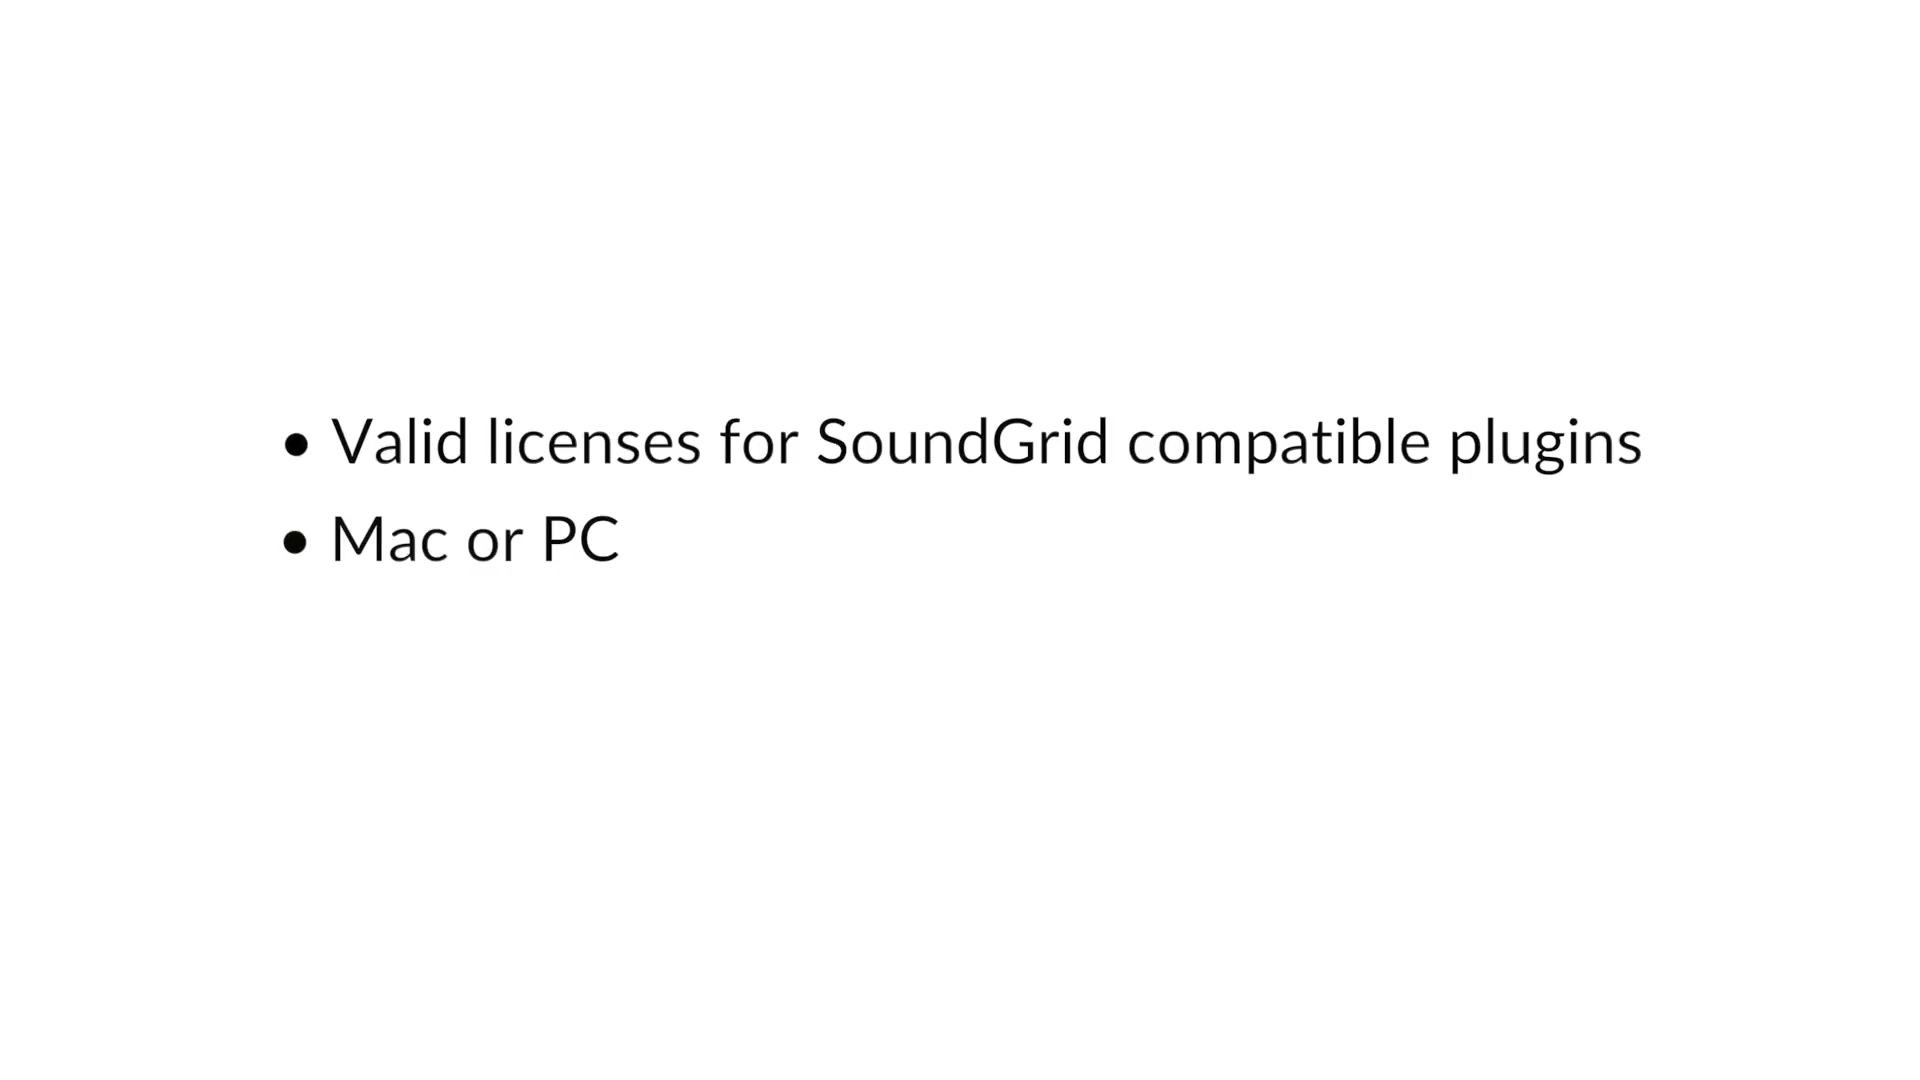 • Valid licenses for SoundGrid compatible plugins
• Mac or PC